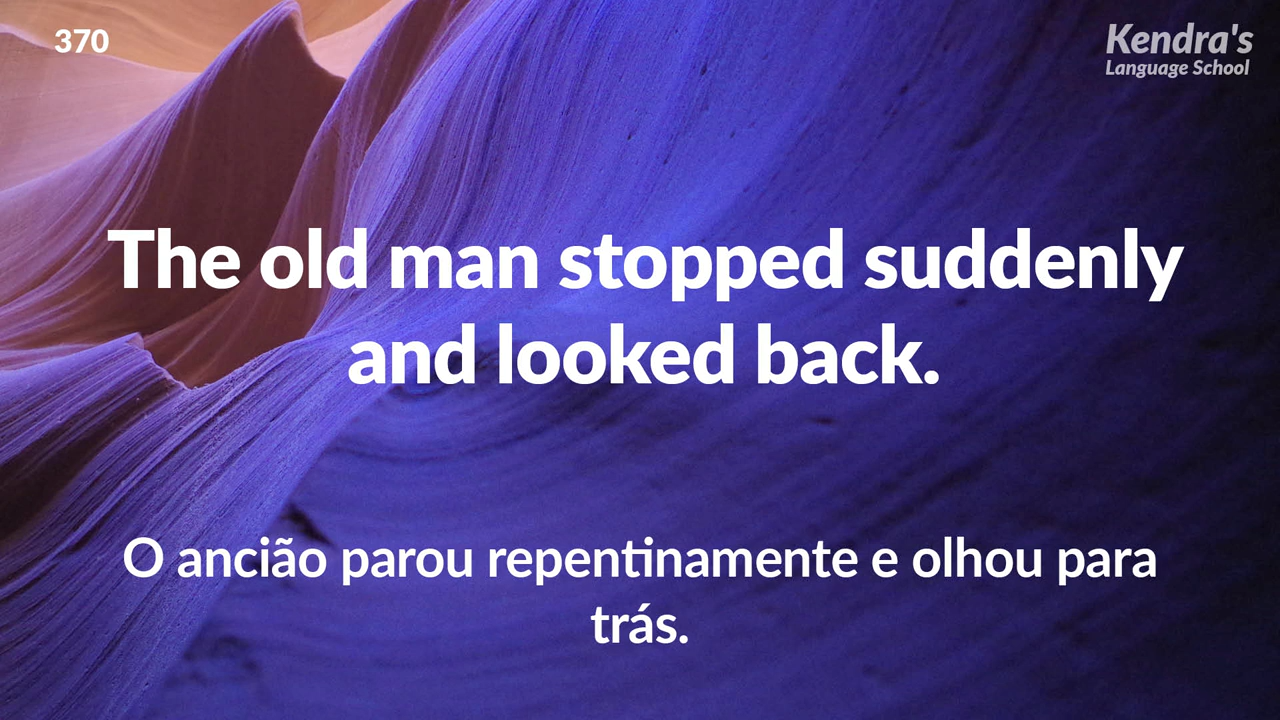 370
Kendra's
Language School
The old man stopped suddenly
and looked back.
O ancião parou repentinamente e olhou para
trás.